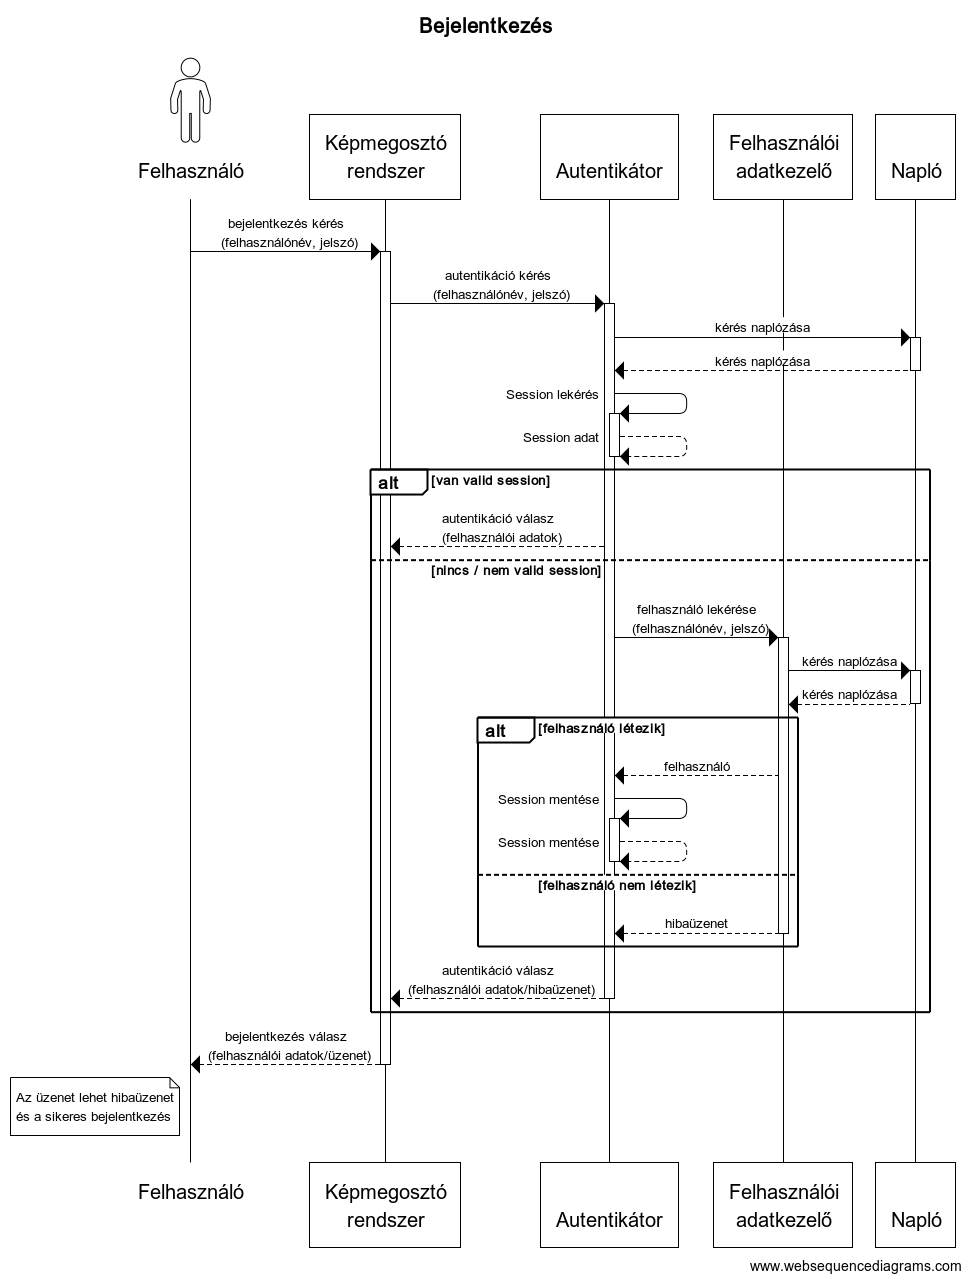 Bejelentkezés
Felhasználó
Képmegosztó
rendszer
Autentikátor
Felhasználói
adatkezelő
Napló
bejelentkezés kérés
(felhasználónév, jelszó)
autentikáció kérés
(felhasználónév, jelszó)
kérés naplózása
kérés naplózása
Session lekérés
Session adat
alt [van valid session]
autentikáció válasz
(felhasználói adatok)
[nincs / nem valid session]
felhasználó lekérése
(felhasználónév, jelszó)
kérés naplózása
kérés naplózása
alt [felhasználó létezik]
felhasználó
Session mentése
Session mentése
[felhasználó nem létezik]
hibaüzenet
autentikáció válasz
(felhasználói adatok/hibaüzenet)
bejelentkezés válasz
(felhasználói adatok/üzenet)
Az üzenet lehet hibaüzenet
és a sikeres bejelentkezés
Felhasználó
Képmegosztó
rendszer
Autentikátor
Felhasználói
adatkezelő
Napló
www.websequencediagrams.com